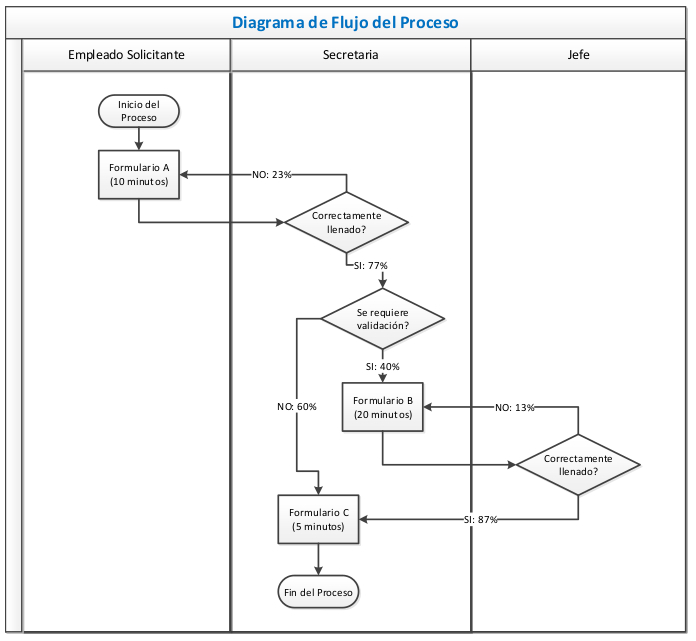 Diagrama de Flujo del Proceso
Empleado Solicitante
Secretaria
Jefe
Inicio del
Proceso
Formulario A
(10 minutos)
NO: 23%
Correctamente
llenado?
SI: 77%
Se requiere
validación?
SI: 40%
NO: 60%
Formulario B
(20 minutos)
NO: 13%
Correctamente
llenado?
Formulario C
(5 minutos)
SI: 87%
Fin del Proceso